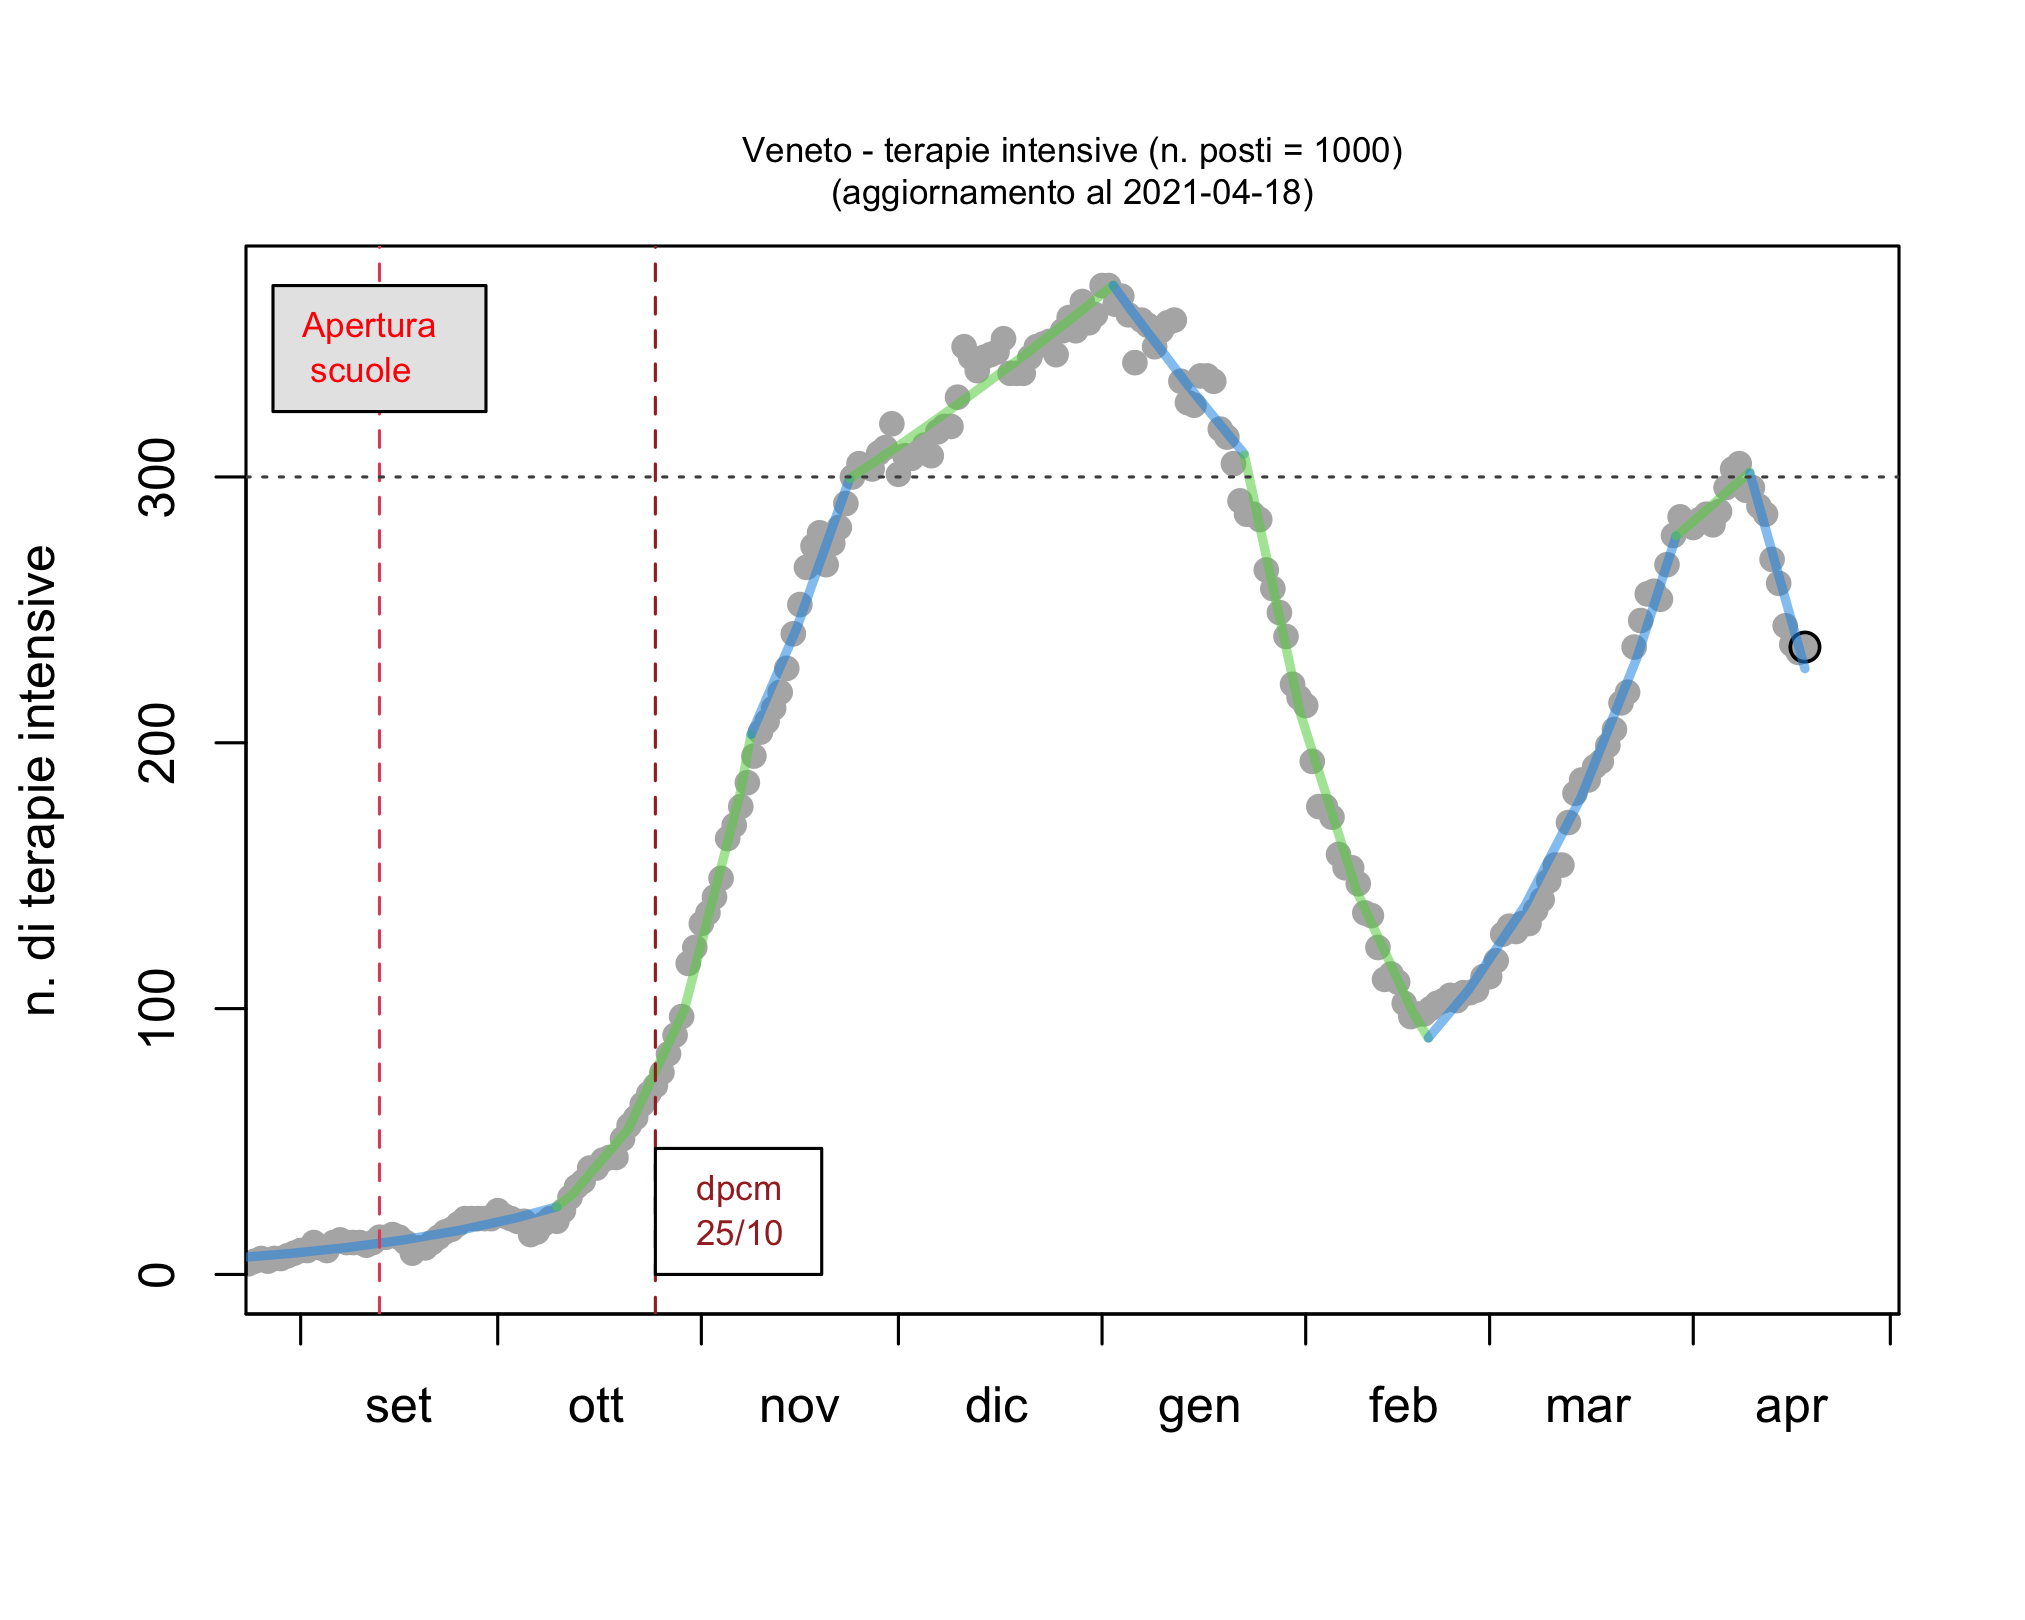 Veneto - terapie intensive (n. posti = 1000)
(aggiornamento al 2021-04-18)
Apertura
scuole
dpcm
25/10
n. di terapie intensive
300
200
100
0
set ott nov dic gen feb mar apr